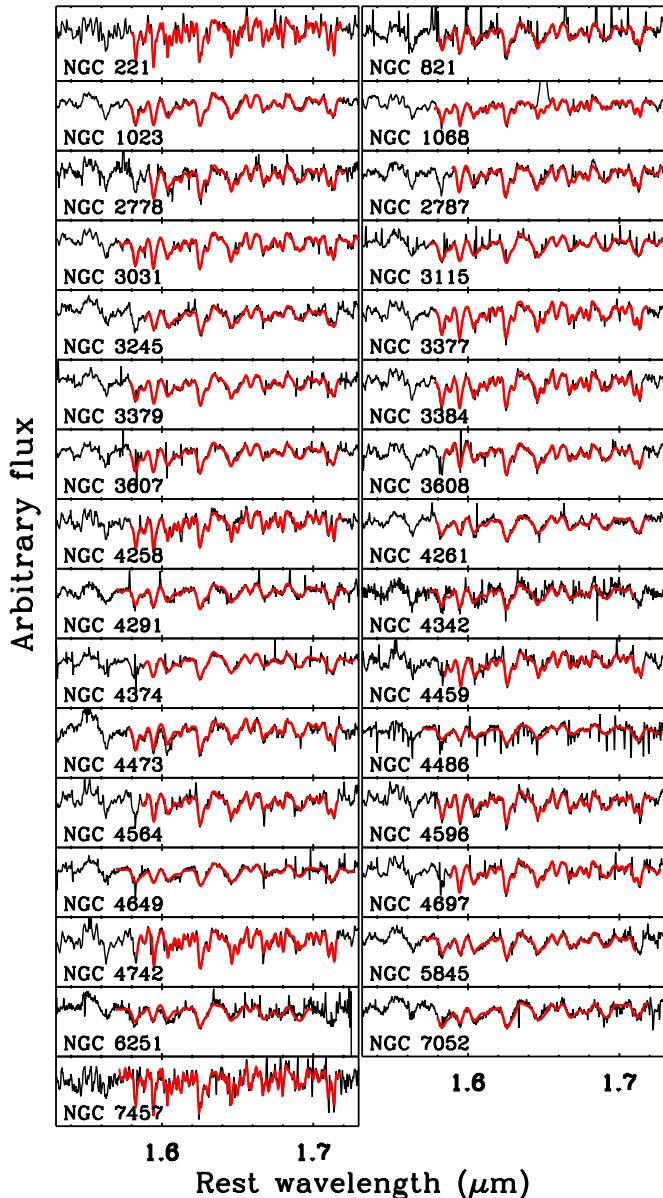 NGC 221
NGC 821
NGC 1023
NGC 1068
NGC 2778
NGC 2787
NGC 3031
NGC 3115
NGC 3245
NGC 3377
NGC 3379
NGC 3384
NGC 3607
NGC 3608
NGC 4258
NGC 4261
NGC 4291
NGC 4342
NGC 4374
NGC 4459
NGC 4473
NGC 4486
NGC 4564
NGC 4596
NGC 4649
NGC 4697
NGC 4742
NGC 5845
NGC 6251
NGC 7052
NGC 7457
Arbitrary flux
1.6 1.7
1.6 1.7
Rest wavelength (μm)